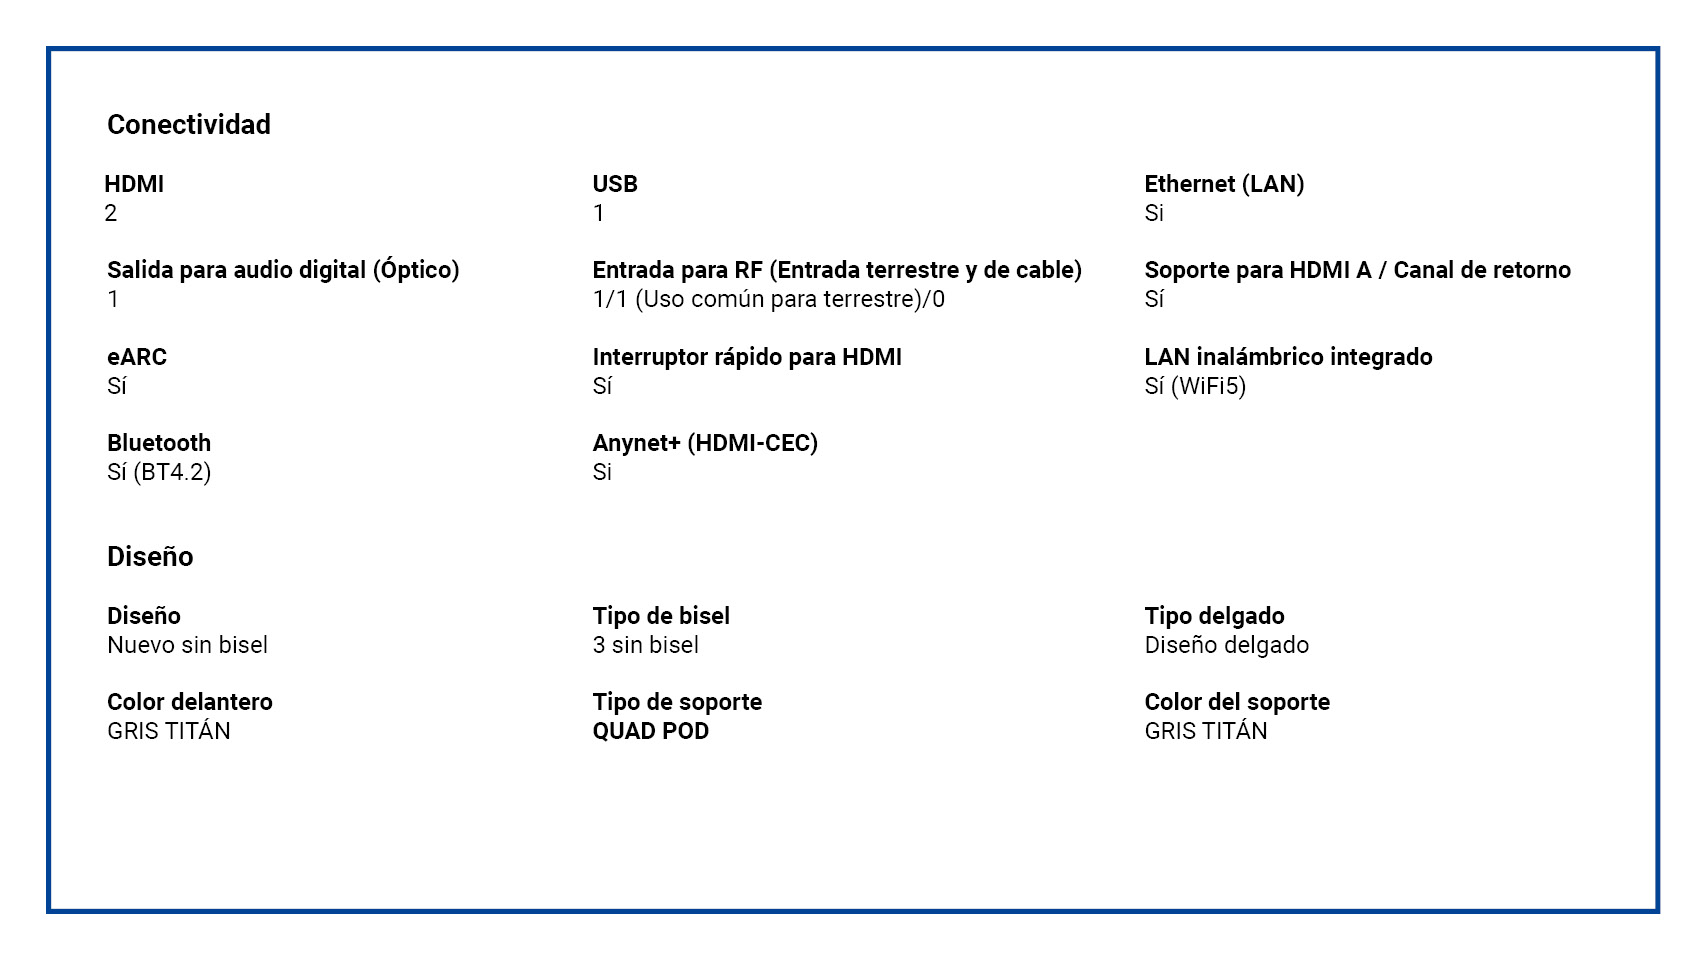 Conectividad
HDMI
2
USB
1
Ethernet (LAN)
Si
Salida para audio digital (Óptico)
1
Entrada para RF (Entrada terrestre y de cable)
1/1 (Uso común para terrestre)/0
Soporte para HDMI A / Canal de retorno
Sí
eARC
Sí
Interruptor rápido para HDMI
Sí
LAN inalámbrico integrado
Sí (WiFi5)
Bluetooth
Sí (BT4.2)
Anynet+ (HDMI-CEC)
Si
Diseño
Diseño
Nuevo sin bisel
Tipo de bisel
3 sin bisel
Tipo delgado
Diseño delgado
Color delantero
GRIS TITÁN
Tipo de soporte
QUAD POD
Color del soporte
GRIS TITÁN